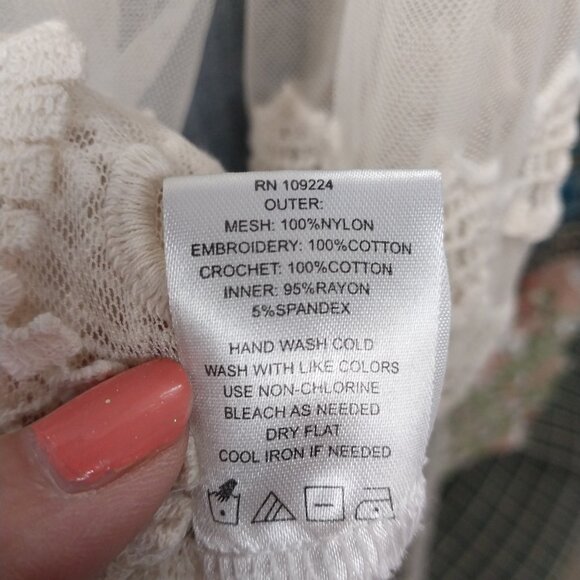 RN 109224
OUTER:
MESH: 100%NYLON
EMBROIDERY: 100%COTTON
CROCHET: 100%COTTON
INNER: 95%RAYON
5%SPANDEX
HAND WASH COLD
WASH WITH LIKE COLORS
USE NON-CHLORINE
BLEACH AS NEEDED
DRY FLAT
COOL IRON IF NEEDED